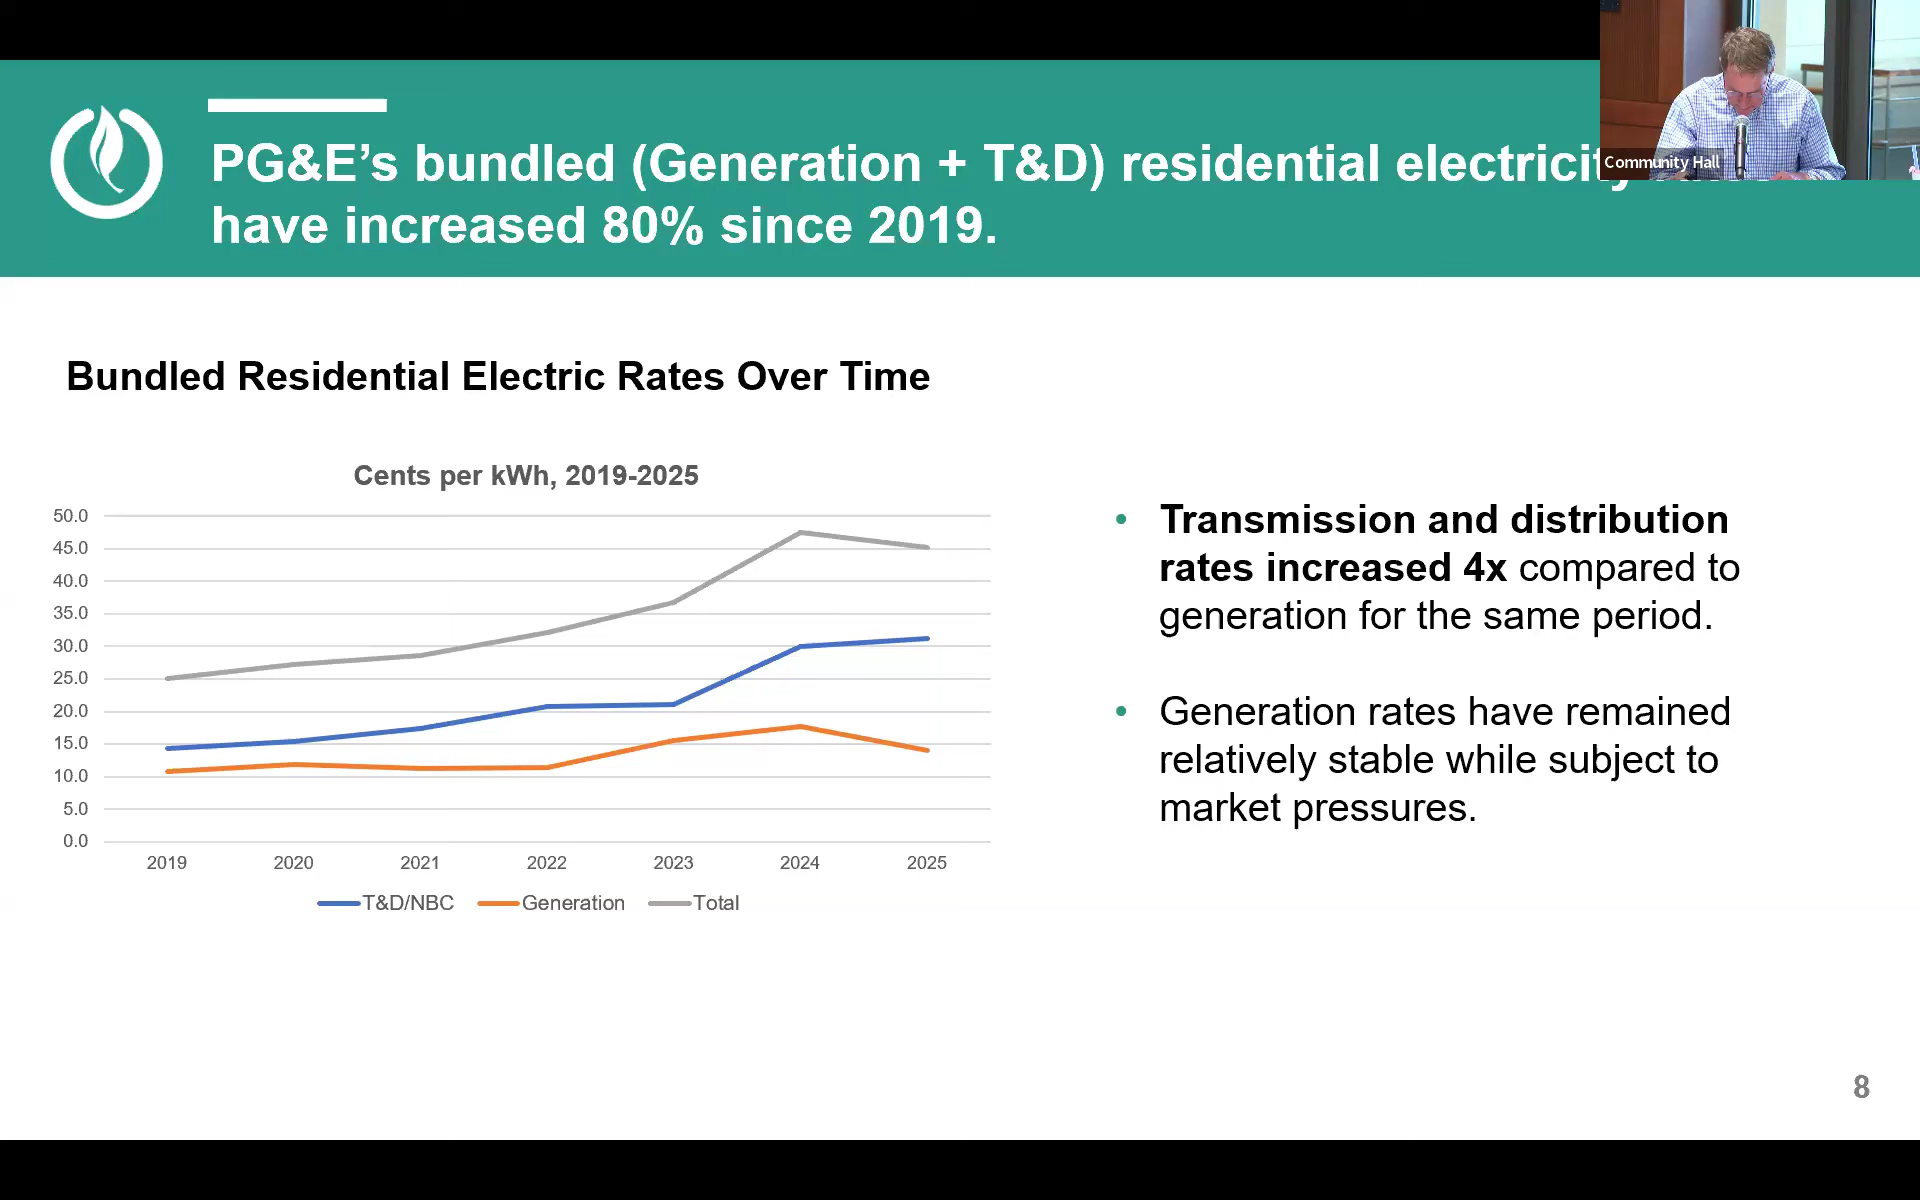 Community Hall
PG&E's bundled (Generation + T&D) residential electricity
have increased 80% since 2019.
Bundled Residential Electric Rates Over Time
Cents per kWh, 2019-2025
50.0
45.0
40.0
35.0
30.0
25.0
20.0
15.0
10.0
5.0
0.0
2019 2020 2021 2022 2023 2024 2025
T&D/NBC Generation Total
• Transmission and distribution
rates increased 4x compared to
generation for the same period.
• Generation rates have remained
relatively stable while subject to
market pressures.
8